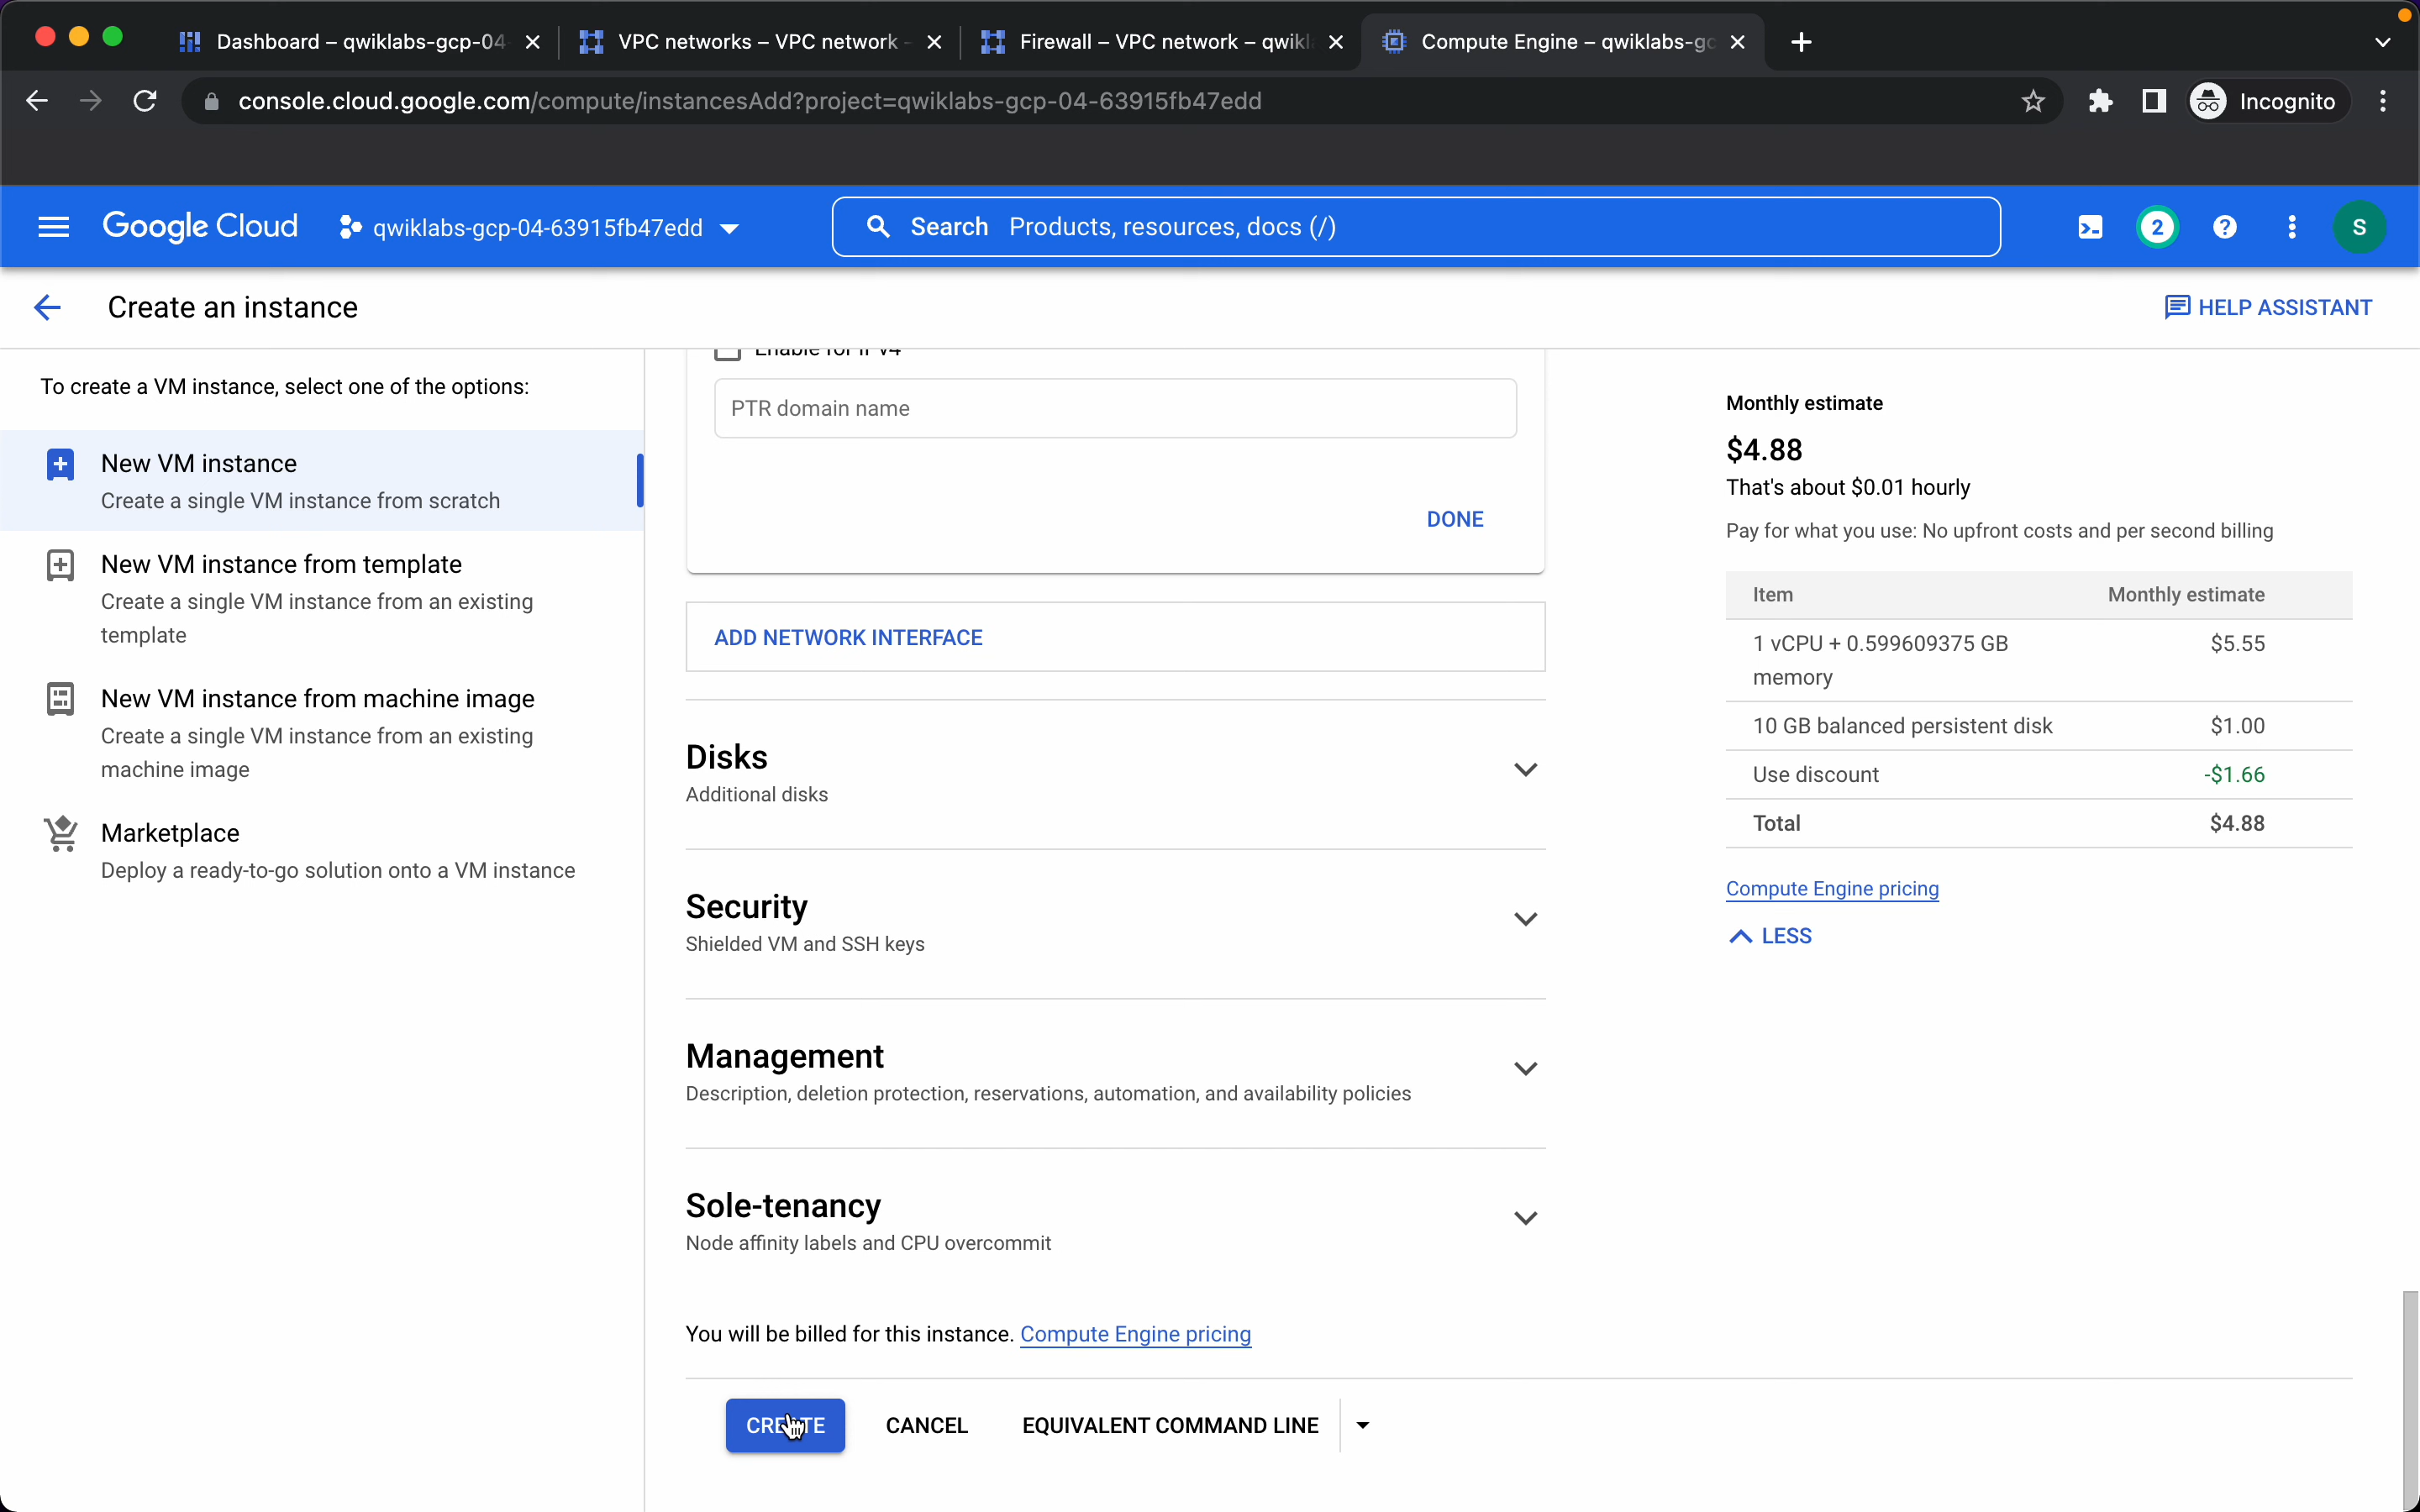 Dashboard – qwiklabs-gcp-04
VPC networks – VPC network -
Firewall – VPC network – qwikl
Compute Engine – qwiklabs-gc
console.cloud.google.com/compute/instancesAdd?project=qwiklabs-gcp-04-63915fb47edd
Incognito
Google Cloud
qwiklabs-gcp-04-63915fb47edd
Search Products, resources, docs (/)
2
S
Create an instance
HELP ASSISTANT
To create a VM instance, select one of the options:
New VM instance
Create a single VM instance from scratch
New VM instance from template
Create a single VM instance from an existing
template
New VM instance from machine image
Create a single VM instance from an existing
machine image
Marketplace
Deploy a ready-to-go solution onto a VM instance
Enable for IPv4
PTR domain name
DONE
ADD NETWORK INTERFACE
Disks
Additional disks
Security
Shielded VM and SSH keys
Management
Description, deletion protection, reservations, automation, and availability policies
Sole-tenancy
Node affinity labels and CPU overcommit
You will be billed for this instance. Compute Engine pricing
CREATE
CANCEL
EQUIVALENT COMMAND LINE
Monthly estimate
$4.88
That's about $0.01 hourly
Pay for what you use: No upfront costs and per second billing
Item Monthly estimate
1 vCPU + 0.599609375 GB $5.55
memory
10 GB balanced persistent disk $1.00
Use discount -$1.66
Total $4.88
Compute Engine pricing
LESS